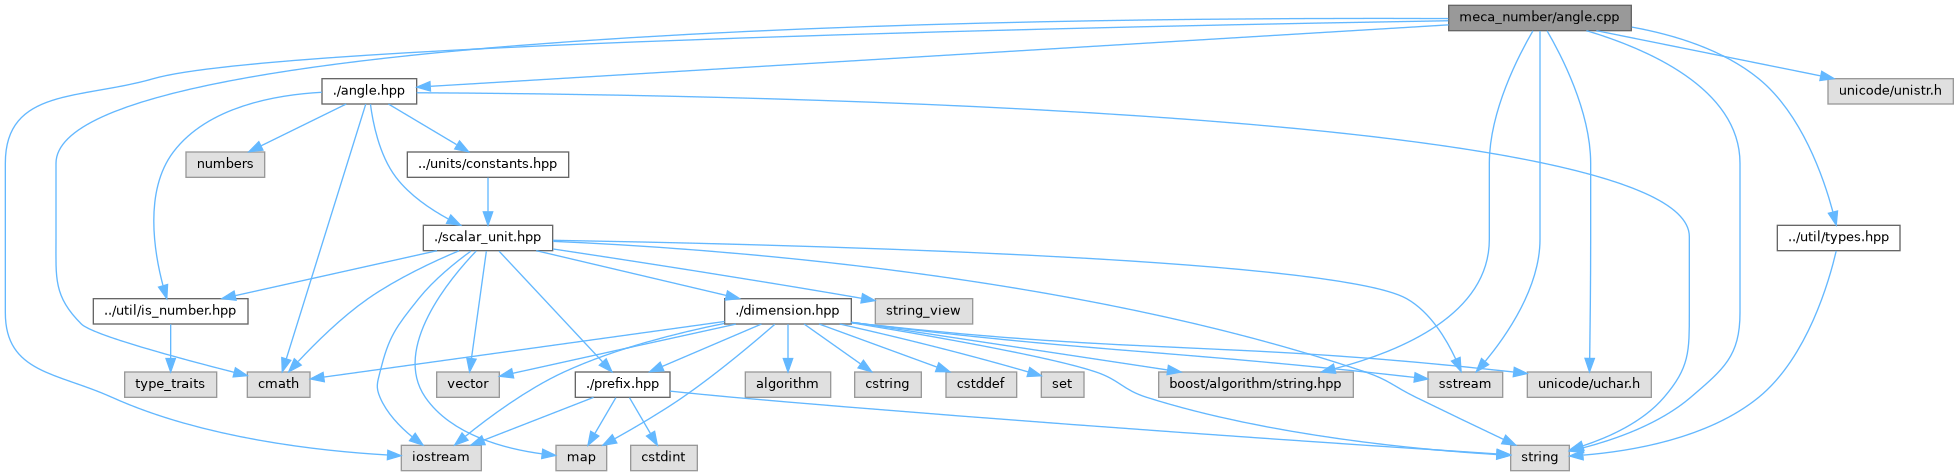 meca_number/angle.cpp
./angle.hpp
unicode/unistr.h
numbers
../units/constants.hpp
./scalar_unit.hpp
../util/types.hpp
../util/is_number.hpp
./dimension.hpp
string_view
type_traits
cmath
vector
./prefix.hpp
algorithm
cstring
cstddef
set
boost/algorithm/string.hpp
sstream
unicode/uchar.h
iostream
map
cstdint
string